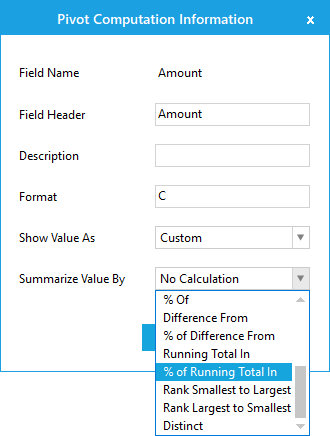 Pivot Computation Information x
Field Name Amount
Field Header Amount
Description
Format C
Show Value As Custom
Summarize Value By No Calculation
% Of
Difference From
% of Difference From
Running Total In
% of Running Total In
Rank Smallest to Largest
Rank Largest to Smallest
Distinct